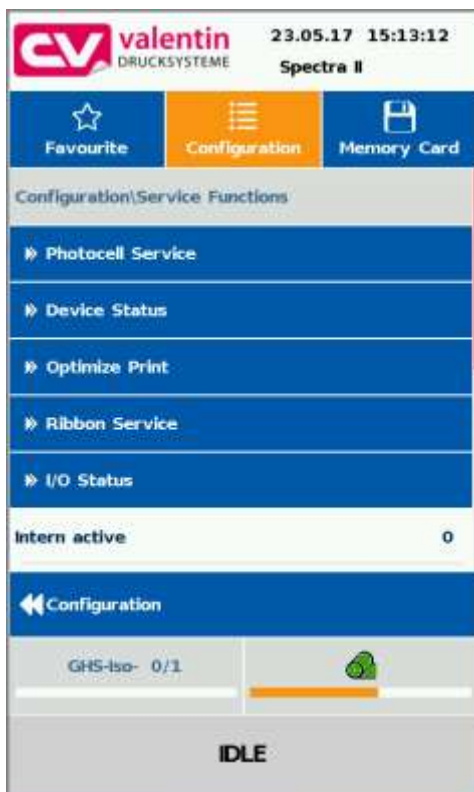 CV valentin
DRUCKSYSTEME
23.05.17 15:13:12
Spectra II
Favourite
Configuration
Memory Card
Configuration\Service Functions
Photocell Service
Device Status
Optimize Print
Ribbon Service
I/O Status
Intern active 0
Configuration
GHS-Iso- 0/1
IDLE